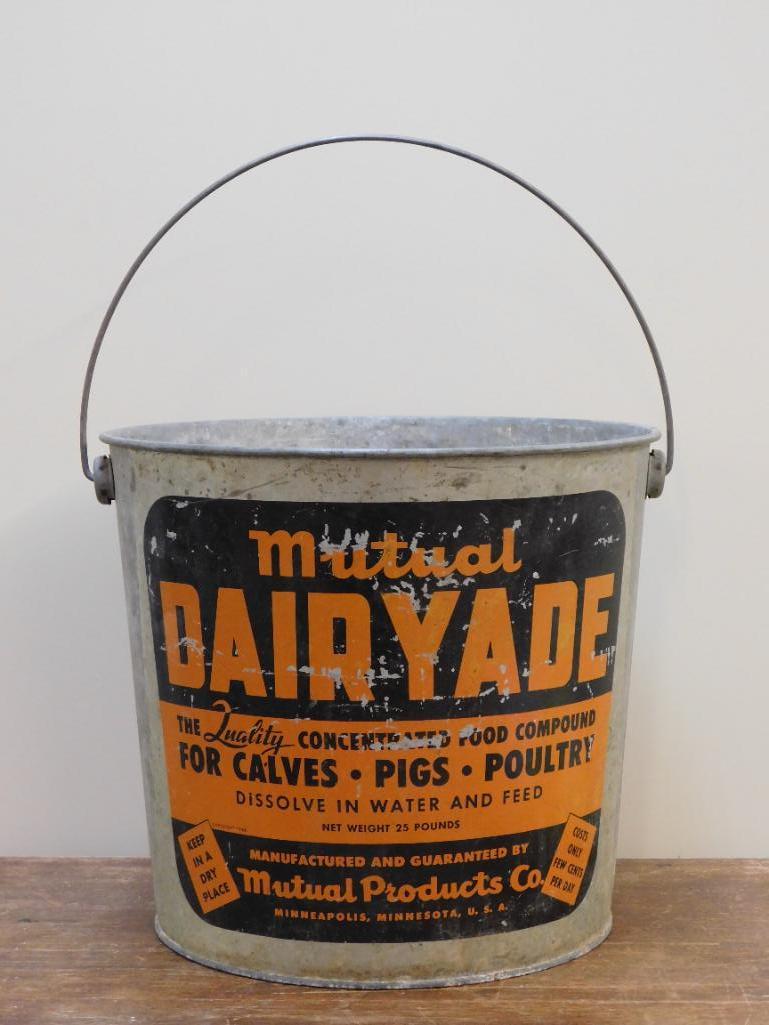 Mutual
DAIRYADE
THE Quality CONCENTRATED FOOD COMPOUND
FOR CALVES • PIGS • POULTRY
DISSOLVE IN WATER AND FEED
NET WEIGHT 25 POUNDS
KEEP
IN A
DRY
PLACE
MANUFACTURED AND GUARANTEED BY
Mutual Products Co.
MINNEAPOLIS, MINNESOTA, U. S. A.
COSTS
ONLY
FEW CENTS
PER DAY